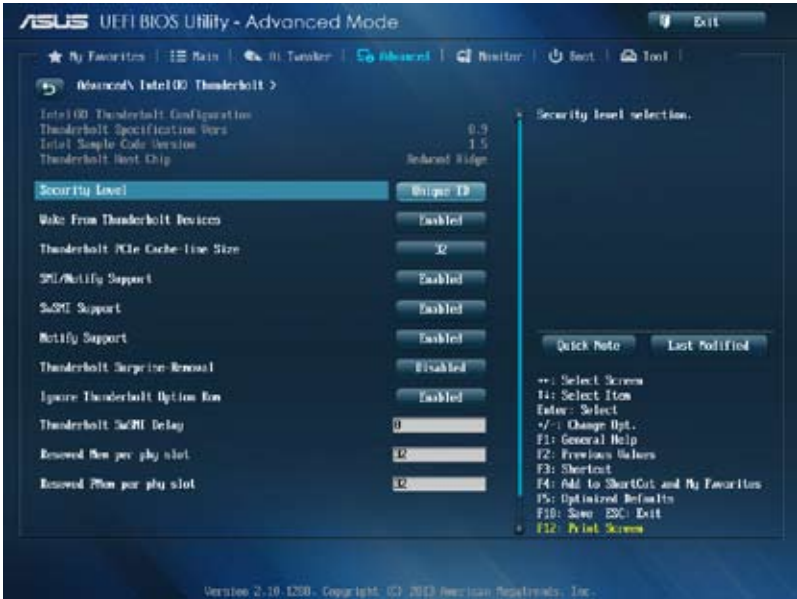 ASUS UEFI BIOS Utility - Advanced Mode
Exit
My Favorites | Main | Ai Tweaker | Advanced | Monitor | Boot | Tool
Advanced\ Intel(R) Thunderbolt >
Intel(R) Thunderbolt Configuration
Thunderbolt Specification Vers 0.9
Intel Sample Code Version 1.5
Thunderbolt Host Chip Ridge
Security level selection.
Security Level Unique ID
Wake From Thunderbolt Devices Enabled
Thunderbolt PCIe Cache-line Size 32
SMI/Notify Support Enabled
SwSMI Support Enabled
Notify Support Enabled
Thunderbolt Surprise-Removal Disabled
Ignore Thunderbolt Option Rom Enabled
Thunderbolt SwSMI Delay 0
Reseved Mem per phy slot 32
Reseved PMem per phy slot 32
Quick Note Last Modified
→←: Select Screen
↑↓: Select Item
Enter: Select
+/-: Change Opt.
F1: General Help
F2: Previous Values
F3: Shortcut
F4: Add to ShortCut and My Favorites
F5: Optimized Defaults
F10: Save ESC: Exit
F12: Print Screen
Version 2.10.1208. Copyright (C) 2013 American Megatrends, Inc.